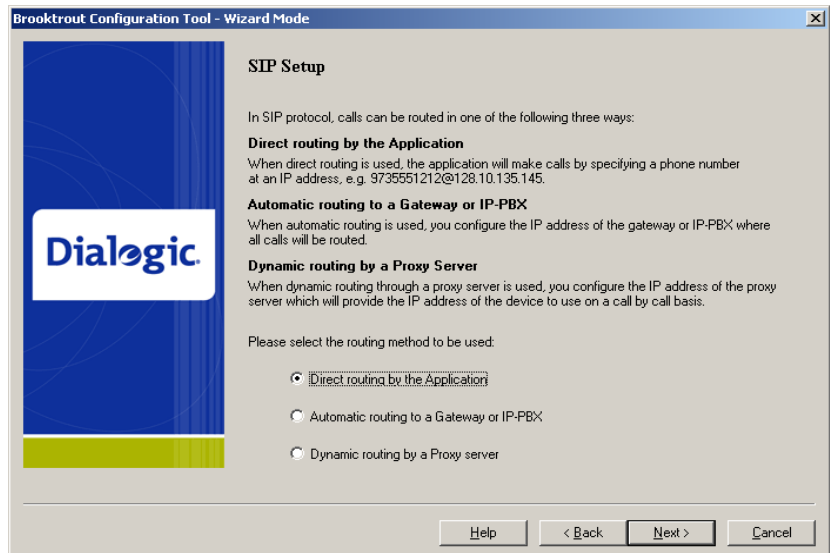 Brooktrout Configuration Tool - Wizard Mode
SIP Setup
In SIP protocol, calls can be routed in one of the following three ways:
Direct routing by the Application
When direct routing is used, the application will make calls by specifying a phone number
at an IP address, e.g. 9735551212@128.10.135.145.
Automatic routing to a Gateway or IP-PBX
When automatic routing is used, you configure the IP address of the gateway or IP-PBX where
all calls will be routed.
Dynamic routing by a Proxy Server
When dynamic routing through a proxy server is used, you configure the IP address of the proxy
server which will provide the IP address of the device to use on a call by call basis.
Dialogic.
Please select the routing method to be used:
Direct routing by the Application
Automatic routing to a Gateway or IP-PBX
Dynamic routing by a Proxy server
Help
< Back
Next >
Cancel